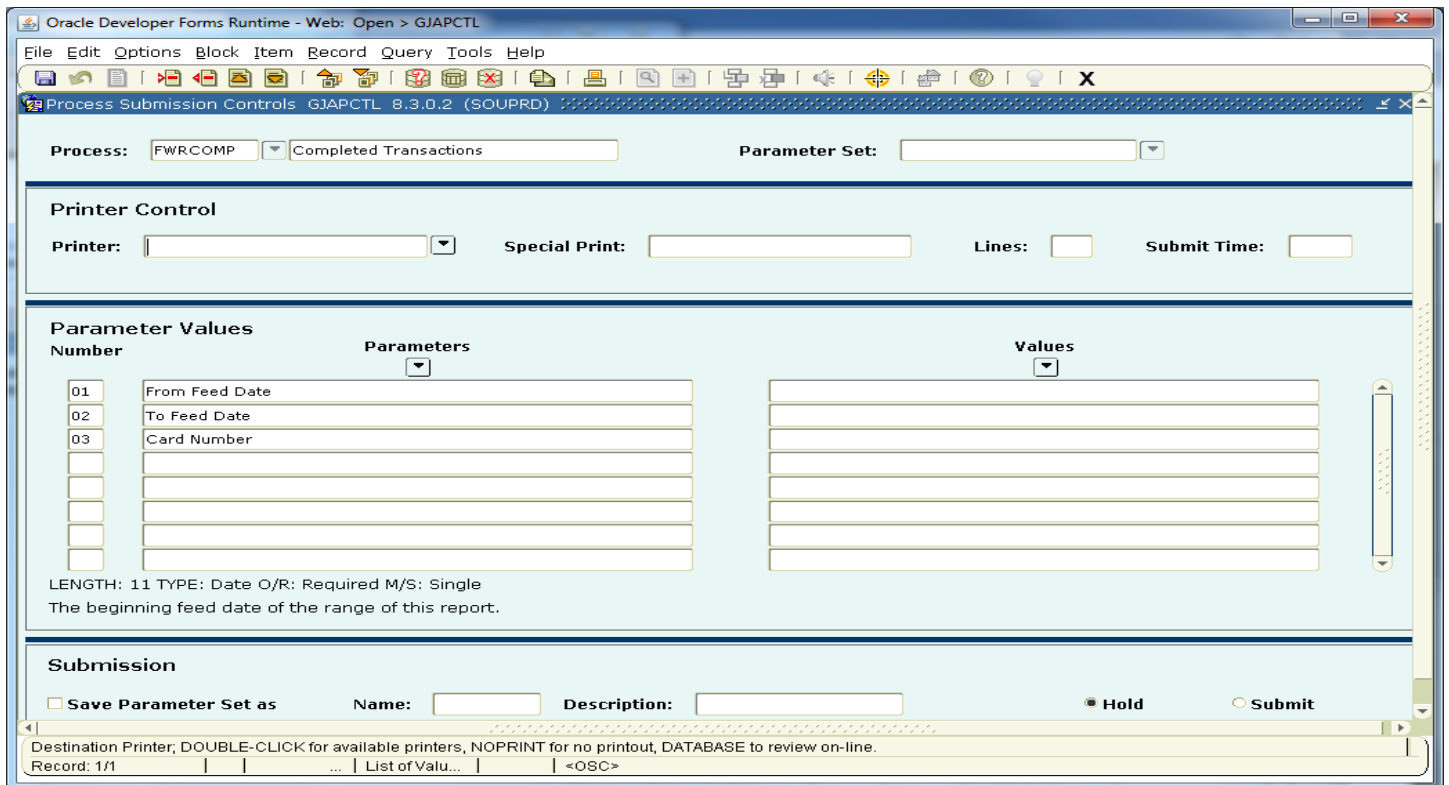 Oracle Developer Forms Runtime - Web: Open > GJAPCTL
File Edit Options Block Item Record Query Tools Help
Process Submission Controls GJAPCTL 8.3.0.2 (SOUPRD)
Process: FWRCOMP Completed Transactions Parameter Set:
Printer Control
Printer: Special Print: Lines: Submit Time:
Parameter Values
Number Parameters Values
01 From Feed Date
02 To Feed Date
03 Card Number
LENGTH: 11 TYPE: Date O/R: Required M/S: Single
The beginning feed date of the range of this report.
Submission
Save Parameter Set as Name: Description: Hold Submit
Destination Printer; DOUBLE-CLICK for available printers, NOPRINT for no printout, DATABASE to review on-line.
Record: 1/1 ... List of Valu... <OSC>